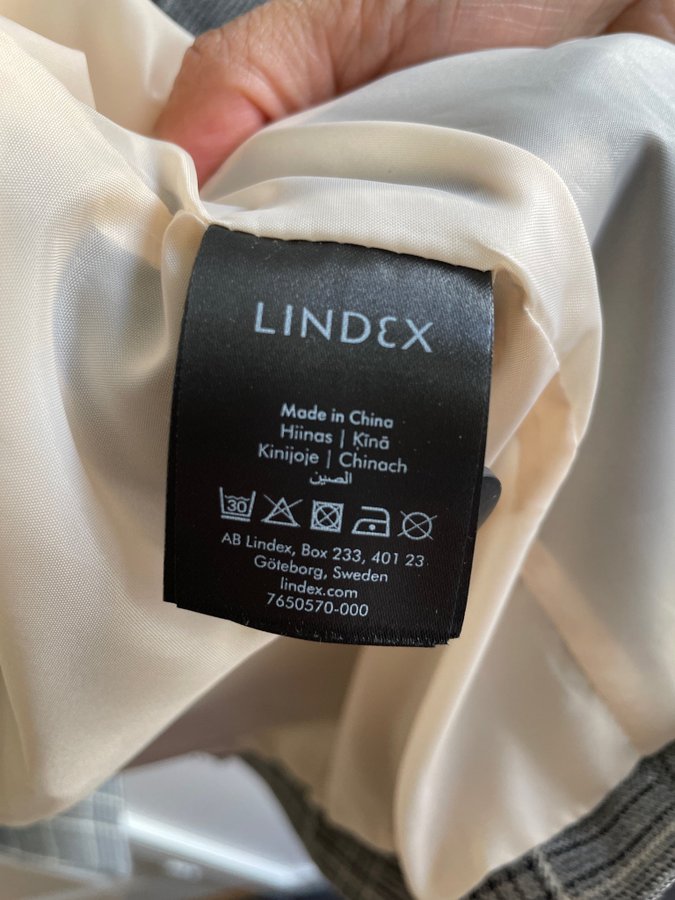 LINDEX
Made in China
Hiinas | Ķīnā
Kinijoje | Chinach
الصين
30
AB Lindex, Box 233, 401 23
Göteborg, Sweden
lindex.com
7650570-000